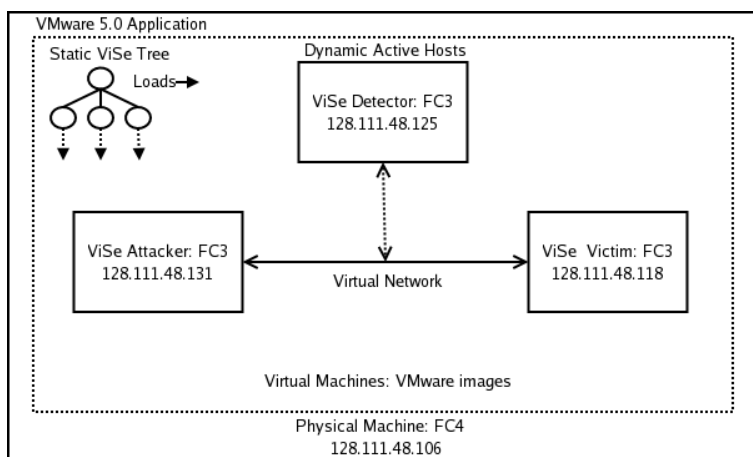 VMware 5.0 Application
Static ViSe Tree
Loads
Dynamic Active Hosts
ViSe Detector: FC3
128.111.48.125
ViSe Attacker: FC3
128.111.48.131
Virtual Network
ViSe Victim: FC3
128.111.48.118
Virtual Machines: VMware images
Physical Machine: FC4
128.111.48.106